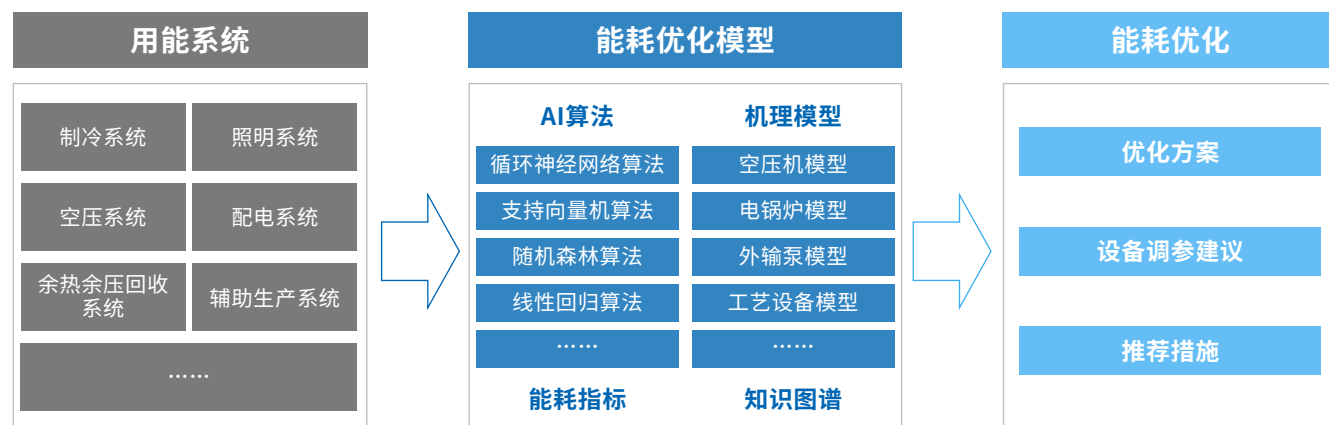 用能系统
制冷系统
照明系统
空压系统
配电系统
余热余压回收
系统
辅助生产系统
……
能耗优化模型
AI算法
循环神经网络算法
支持向量机算法
随机森林算法
线性回归算法
……
能耗指标
机理模型
空压机模型
电锅炉模型
外输泵模型
工艺设备模型
……
知识图谱
能耗优化
优化方案
设备调参建议
推荐措施